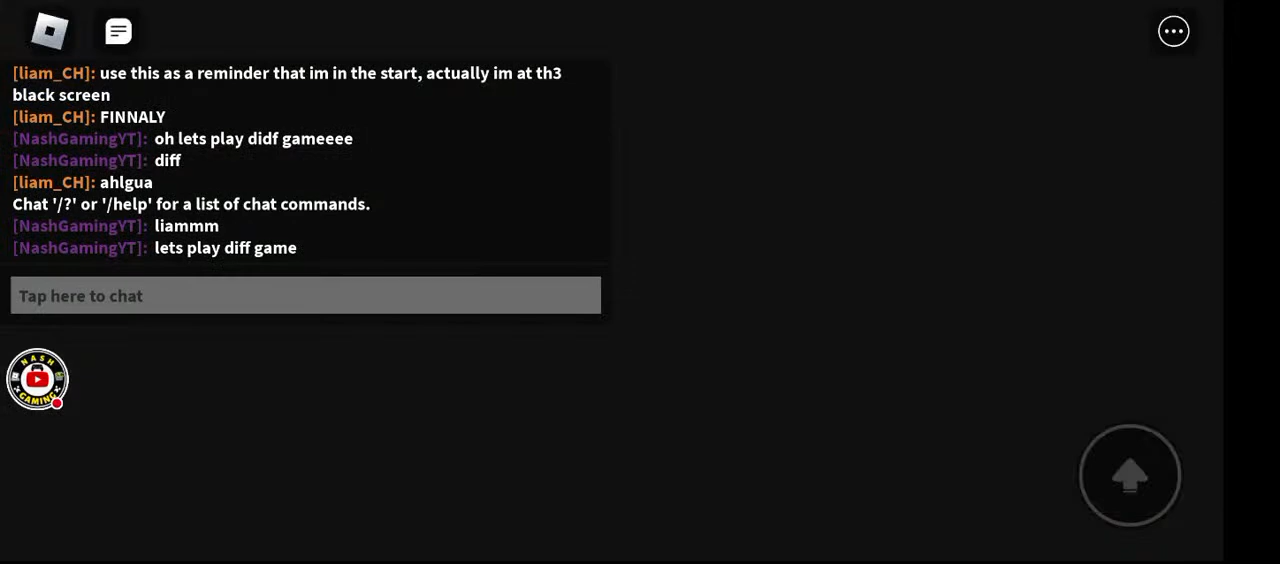 [liam_CH]: use this as a reminder that im in the start, actually im at th3
black screen
[liam_CH]: FINNALY
[NashGamingYT]: oh lets play didf gameeee
[NashGamingYT]: diff
[liam_CH]: ahlgua
Chat '/?' or '/help' for a list of chat commands.
[NashGamingYT]: liammm
[NashGamingYT]: lets play diff game
Tap here to chat
NASH
GAMING